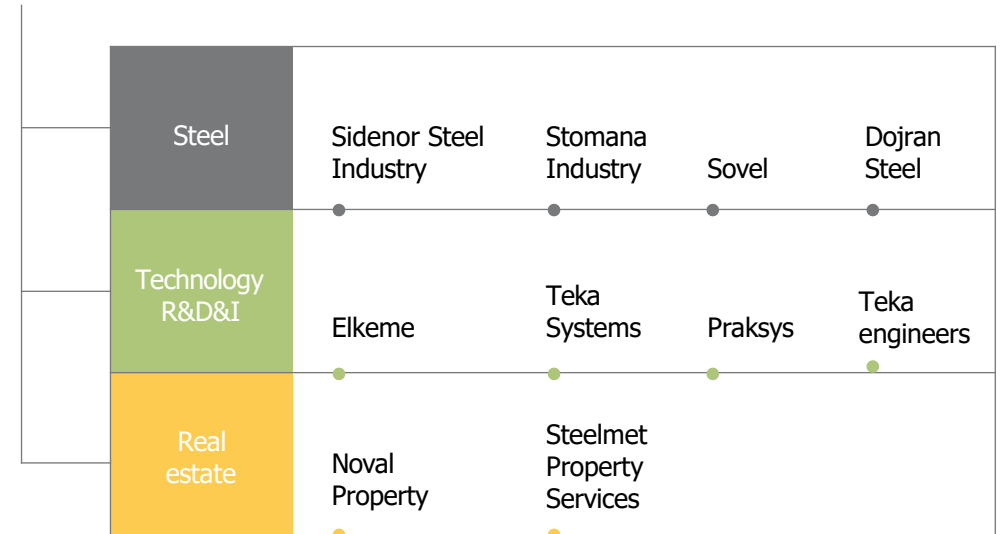 Steel
Sidenor Steel
Industry
Stomana
Industry
Sovel
Dojran
Steel
Technology
R&D&I
Elkeme
Teka
Systems
Praksys
Teka
engineers
Real
estate
Noval
Property
Steelmet
Property
Services